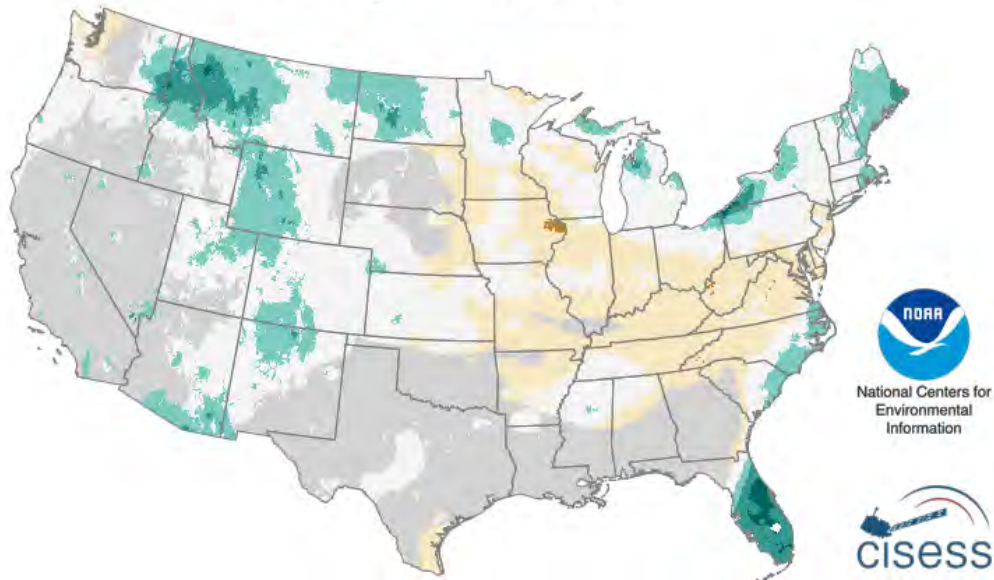 NOAA
National Centers for
Environmental
Information
cisess